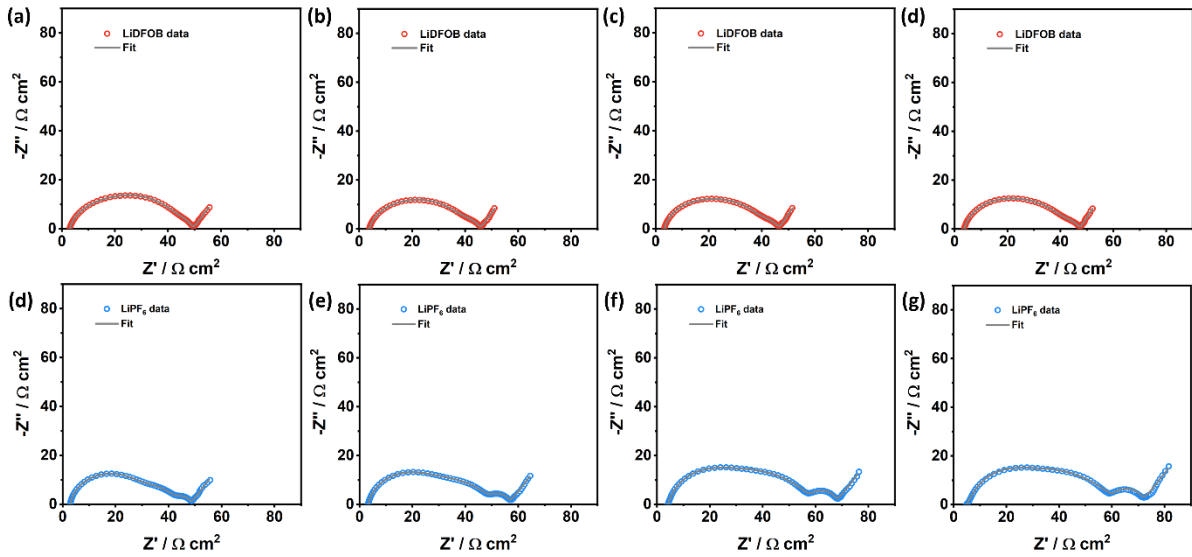 (a)
LiDFOB data
Fit
-Z'' / Ω cm²
80
60
40
20
0
0 20 40 60 80
Z' / Ω cm²
(b)
LiDFOB data
Fit
-Z'' / Ω cm²
80
60
40
20
0
0 20 40 60 80
Z' / Ω cm²
(c)
LiDFOB data
Fit
-Z'' / Ω cm²
80
60
40
20
0
0 20 40 60 80
Z' / Ω cm²
(d)
LiDFOB data
Fit
-Z'' / Ω cm²
80
60
40
20
0
0 20 40 60 80
Z' / Ω cm²
(d)
LiPF₆ data
Fit
-Z'' / Ω cm²
80
60
40
20
0
0 20 40 60 80
Z' / Ω cm²
(e)
LiPF₆ data
Fit
-Z'' / Ω cm²
80
60
40
20
0
0 20 40 60 80
Z' / Ω cm²
(f)
LiPF₆ data
Fit
-Z'' / Ω cm²
80
60
40
20
0
0 20 40 60 80
Z' / Ω cm²
(g)
LiPF₆ data
Fit
-Z'' / Ω cm²
80
60
40
20
0
0 20 40 60 80
Z' / Ω cm²